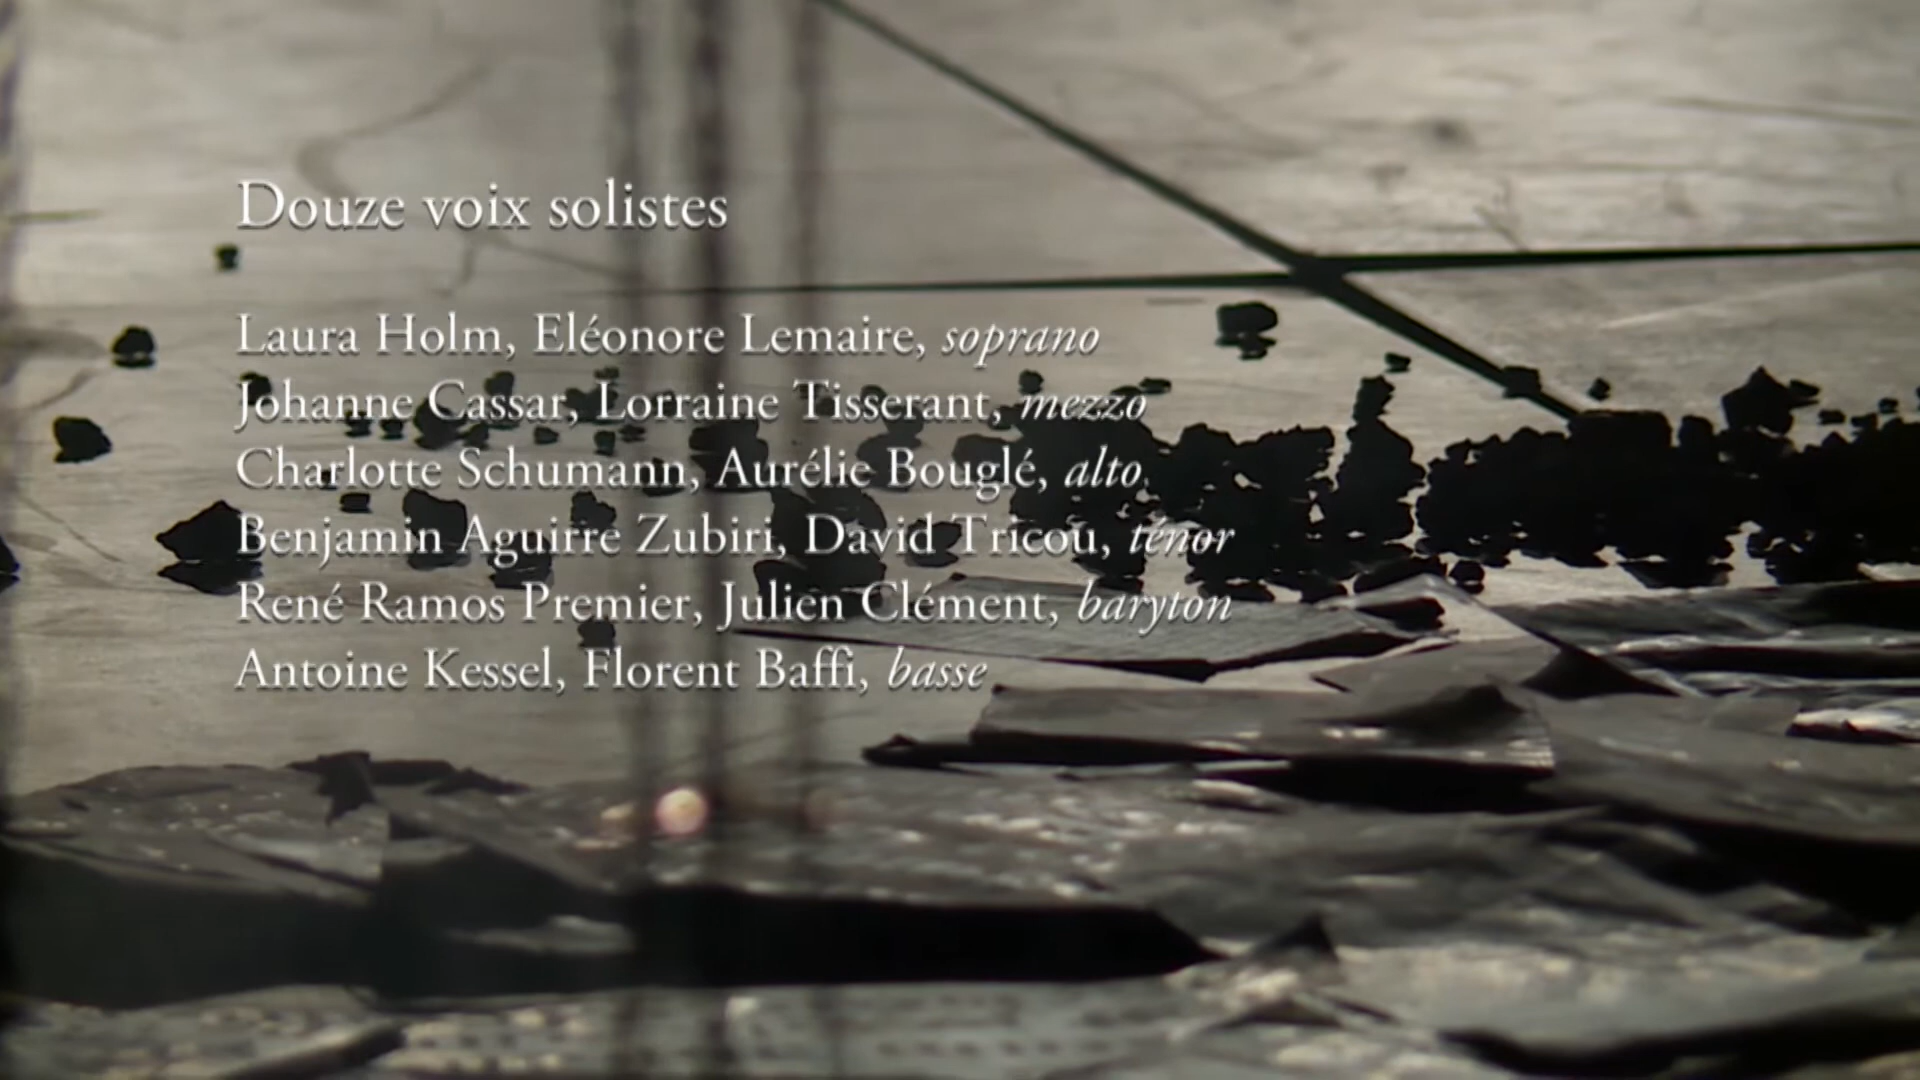 Douze voix solistes
Laura Holm, Eléonore Lemaire, soprano
Johanne Cassar, Lorraine Tisserant, mezzo
Charlotte Schumann, Aurélie Bouglé, alto
Benjamin Aguirre Zubiri, David Tricou, ténor
René Ramos Premier, Julien Clément, baryton
Antoine Kessel, Florent Baffi, basse